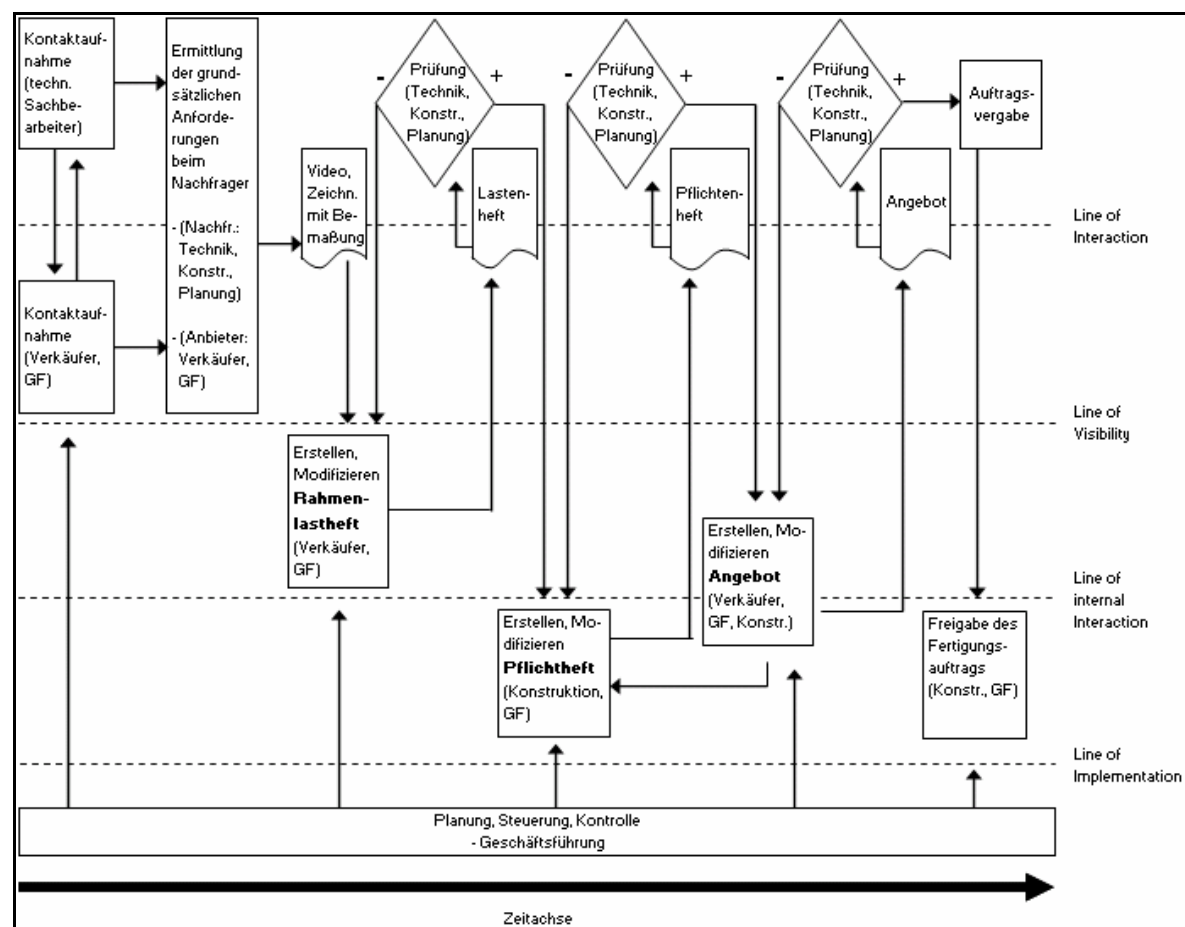 Kontaktauf-
nahme
(techn.
Sachbe-
arbeiter)
Ermittlung
der grund-
sätzlichen
Anforde-
rungen
beim
Nachfrager
- (Nachfr.:
Technik,
Konstr.,
Planung)
- (Anbieter:
Verkäufer,
GF)
Kontaktauf-
nahme
(Verkäufer,
GF)
Video,
Zeichn.
mit Be-
maßung
-
Prüfung
(Technik,
Konstr.,
Planung)
+
Lasten-
heft
-
Prüfung
(Technik,
Konstr.,
Planung)
+
Pflichten-
heft
-
Prüfung
(Technik,
Konstr.,
Planung)
+
Angebot
Auftrags-
vergabe
Line of
Interaction
Line of
Visibility
Erstellen,
Modifizieren
Rahmen-
lastheft
(Verkäufer,
GF)
Erstellen, Mo-
difizieren
Pflichtheft
(Konstruktion,
GF)
Erstellen, Mo-
difizieren
Angebot
(Verkäufer,
GF, Konstr.)
Freigabe des
Fertigungs-
auftrags
(Konstr., GF)
Line of
internal
Interaction
Line of
Implementation
Planung, Steuerung, Kontrolle
- Geschäftsführung
Zeitachse